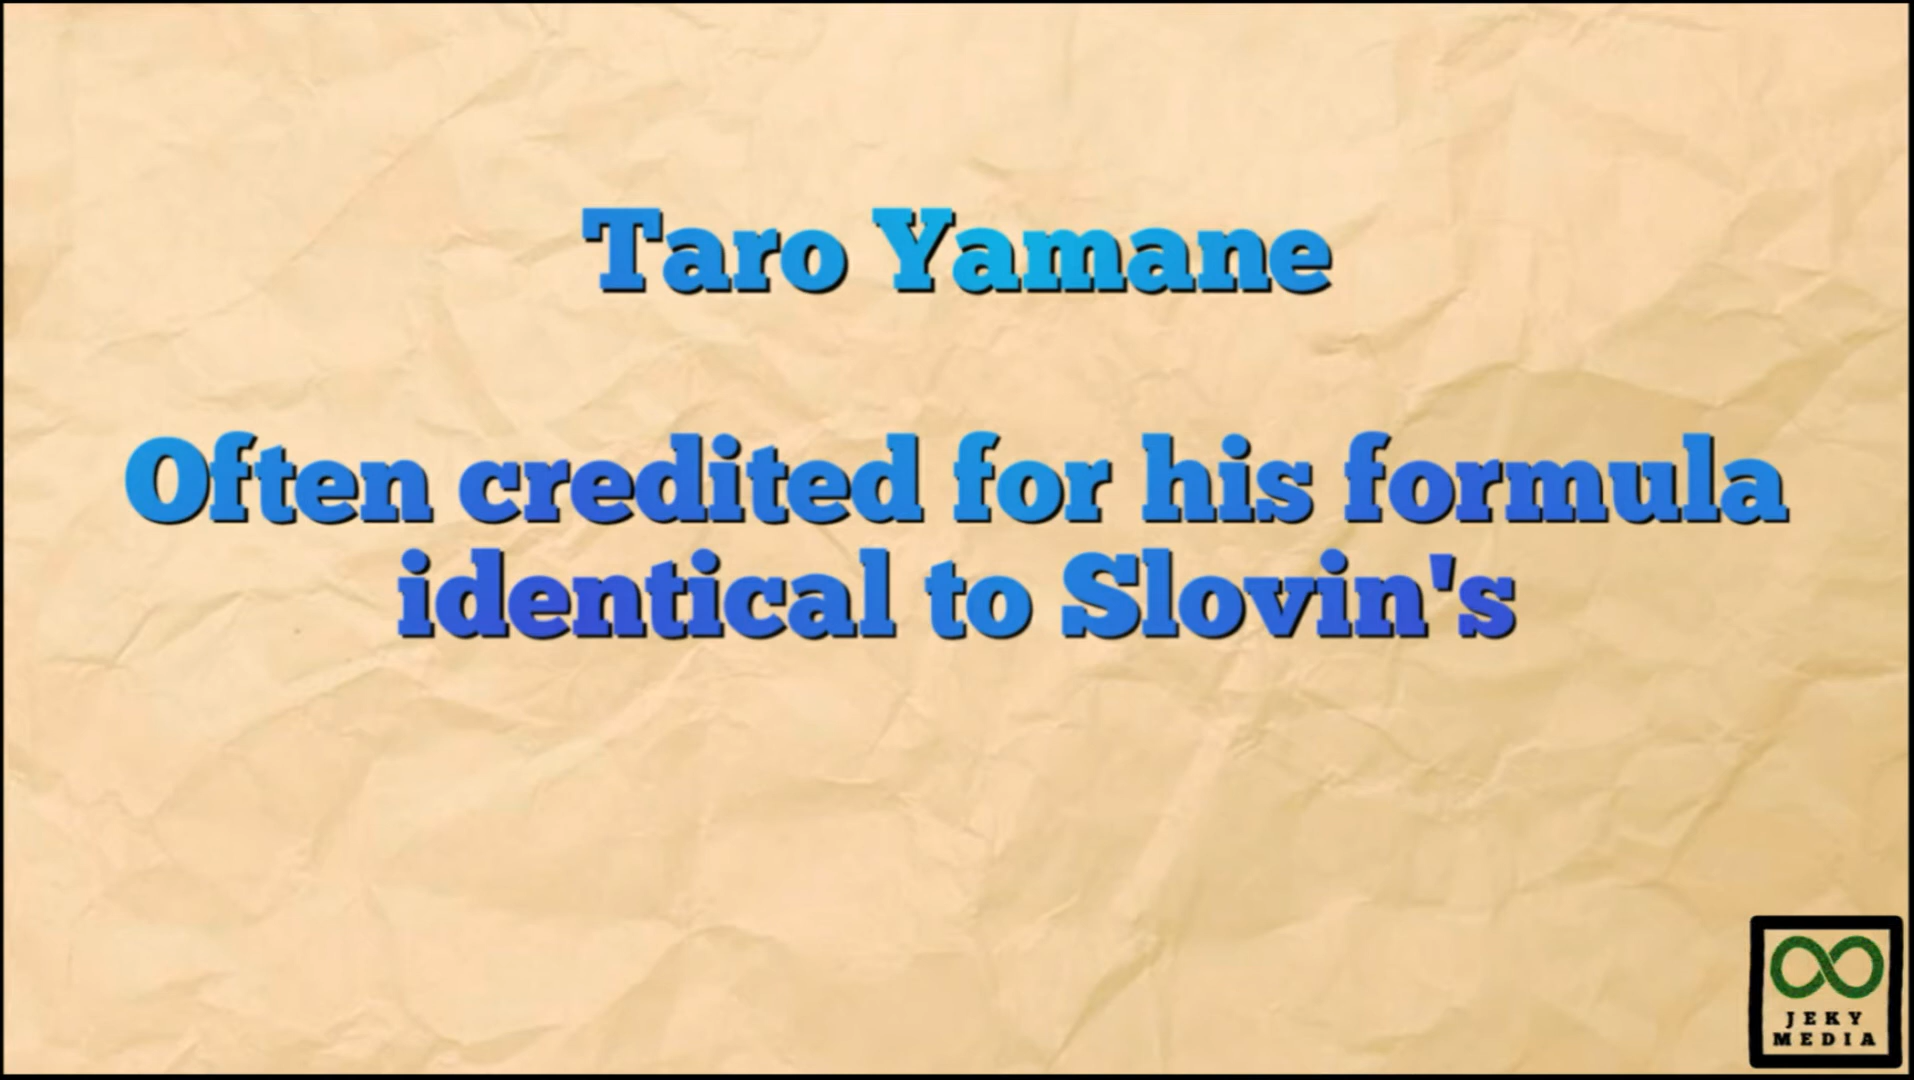 Taro Yamane
Often credited for his formula
identical to Slovin's
JEKY
MEDIA